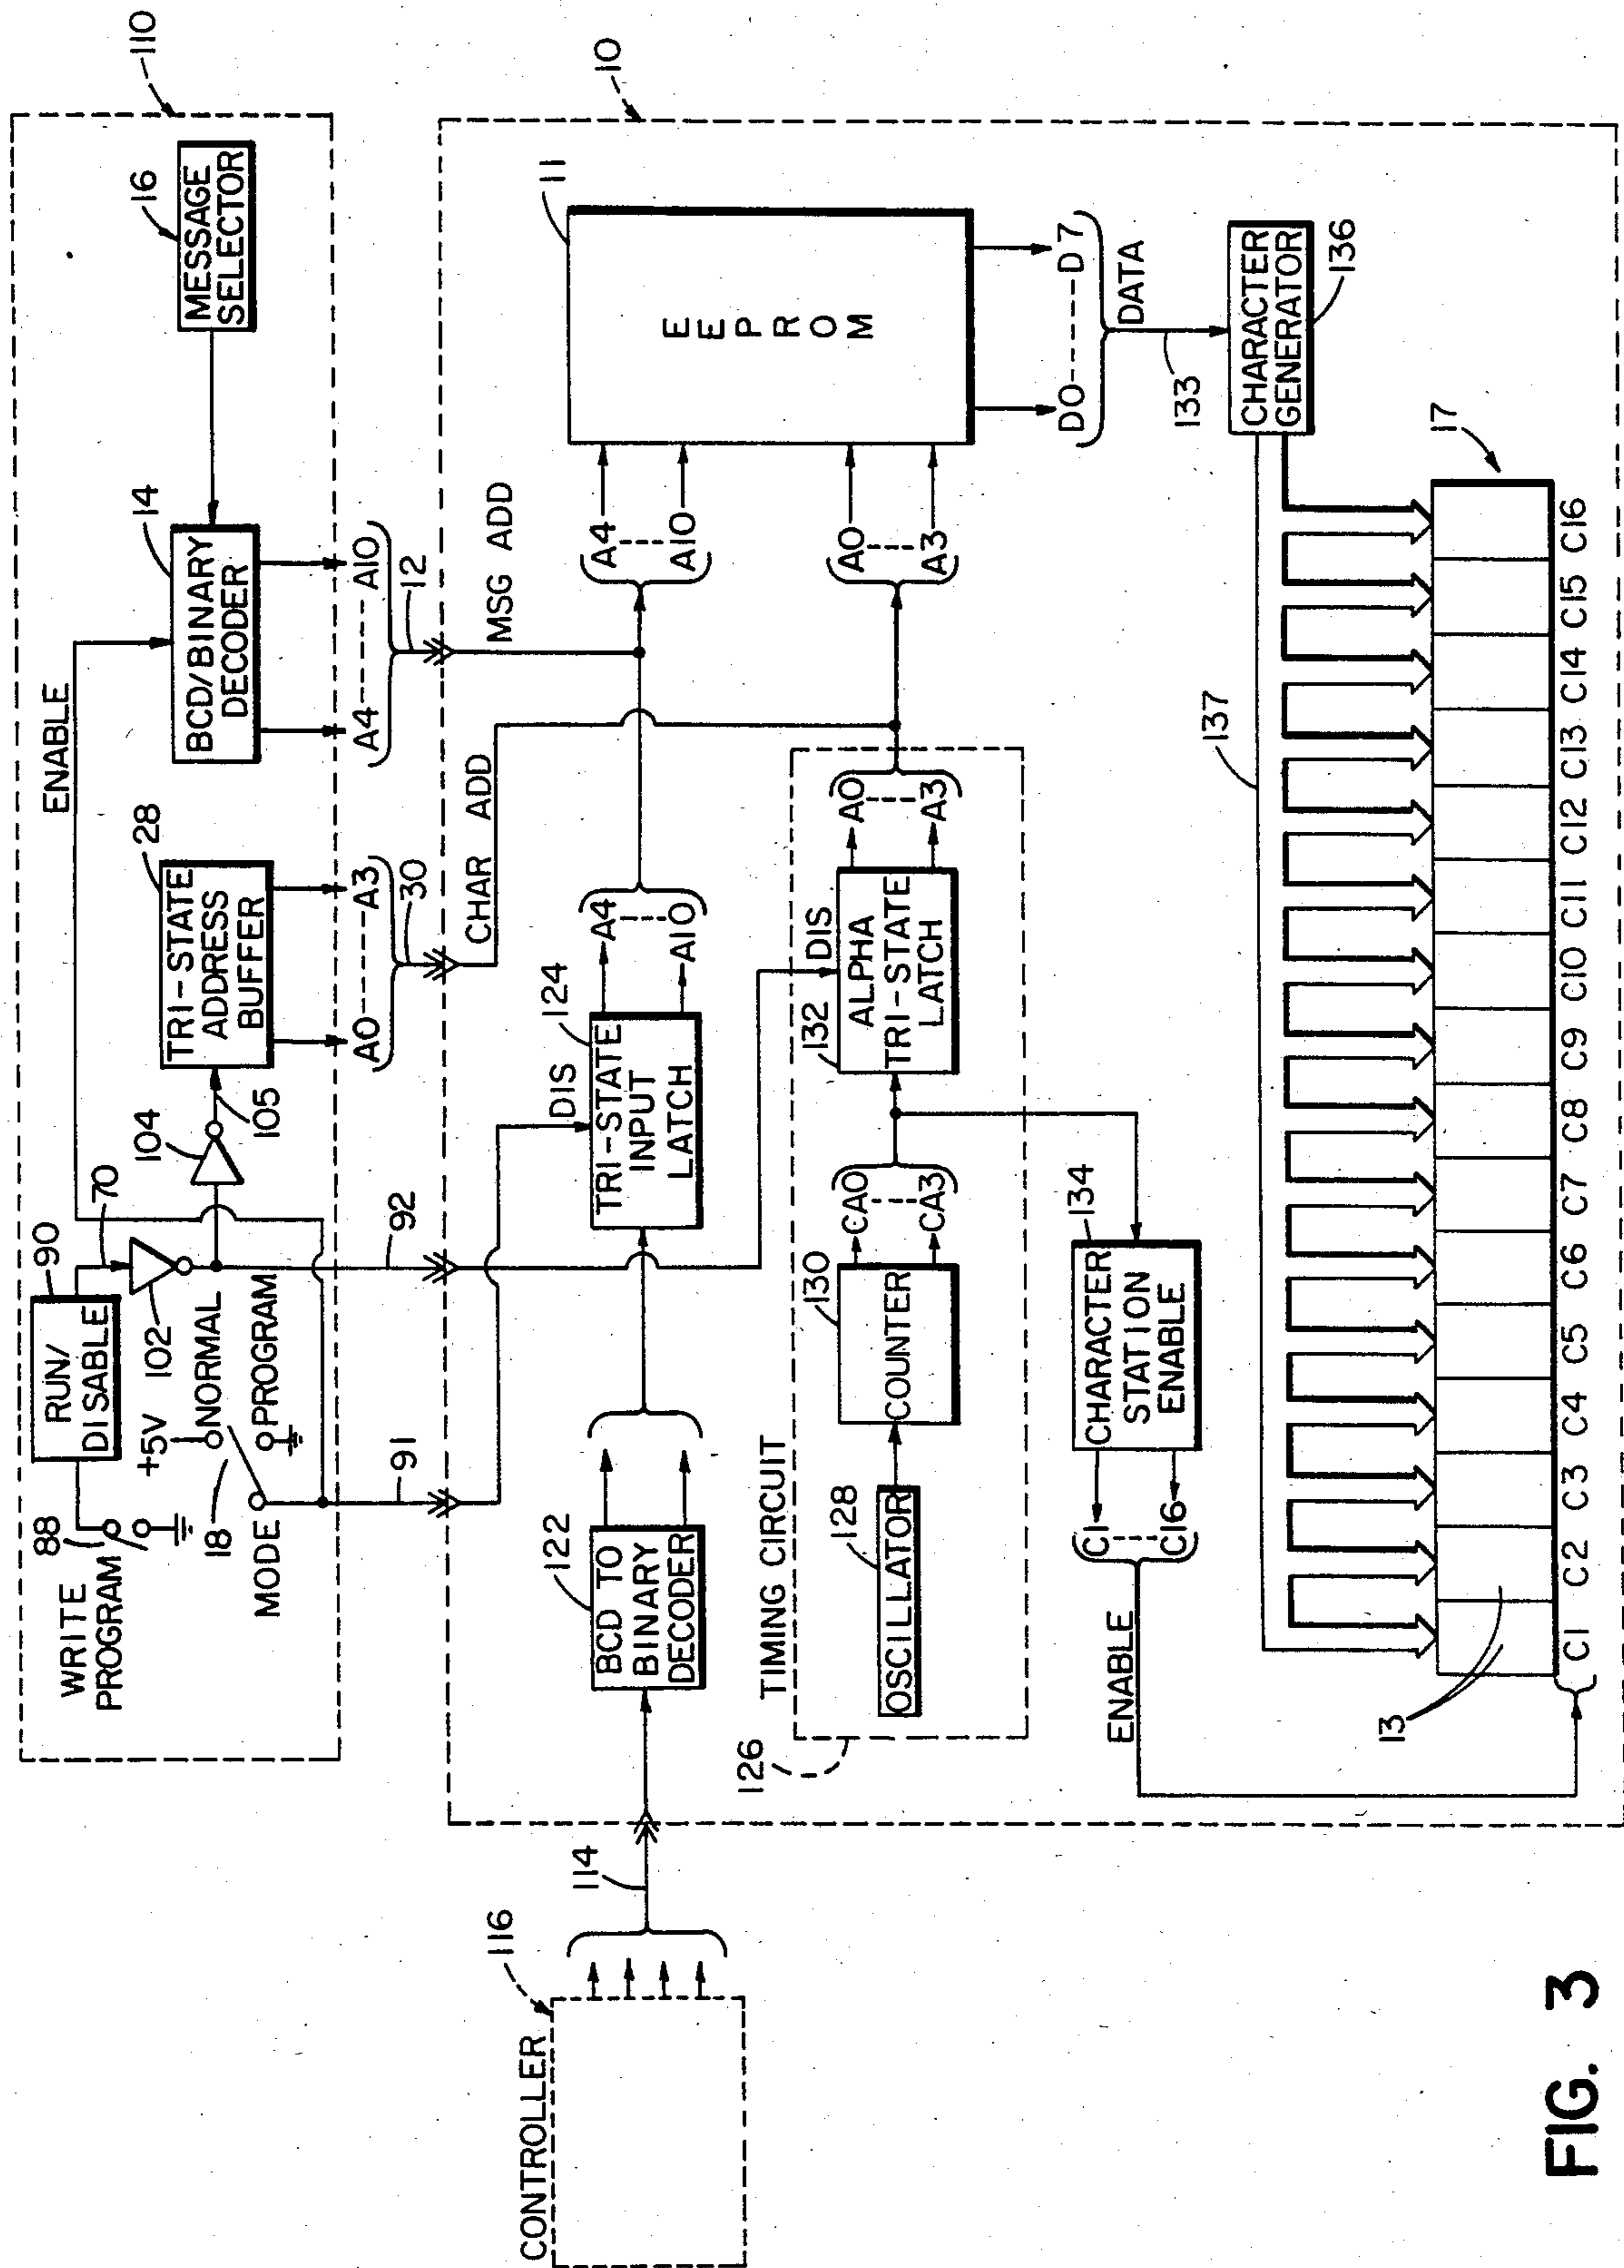 110
WRITE
PROGRAM
88
RUN/
DISABLE
90
70
102
104
105
+5V
NORMAL
PROGRAM
18
MODE
ENABLE
TRI-STATE
ADDRESS
BUFFER
28
BCD/BINARY
DECODER
14
MESSAGE
SELECTOR
16
A0 A3
A4 A10
91
92
30
12
CHAR ADD
MSG ADD
10
CONTROLLER
116
114
BCD TO
BINARY
DECODER
122
DIS
TRI-STATE
INPUT
LATCH
124
A4
A10
A4
A10
A0
A3
EEPROM
11
TIMING CIRCUIT
126
OSCILLATOR
128
COUNTER
130
CA0
CA3
DIS
132
ALPHA
TRI-STATE
LATCH
A0
A3
D0 D7
DATA
133
CHARACTER
STATION
ENABLE
134
C1
C16
ENABLE
CHARACTER
GENERATOR
136
137
17
13
C1 C2 C3 C4 C5 C6 C7 C8 C9 C10 C11 C12 C13 C14 C15 C16
FIG. 3